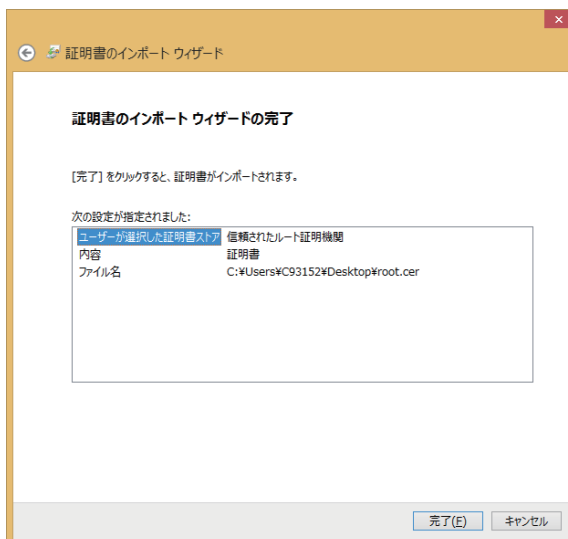 証明書のインポート ウィザード
証明書のインポート ウィザードの完了
[完了] をクリックすると、証明書がインポートされます。
次の設定が指定されました:
ユーザーが選択した証明書ストア 信頼されたルート証明機関
内容 証明書
ファイル名 C:¥Users¥C93152¥Desktop¥root.cer
完了(F) キャンセル